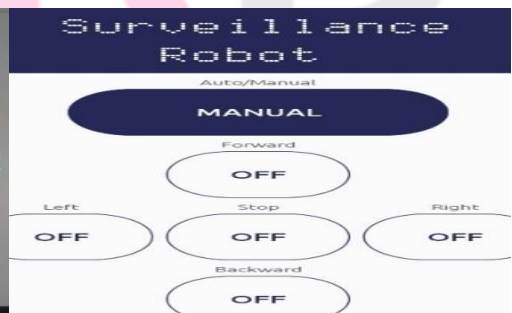 Surveillance
Robot
Auto/Manual
MANUAL
Forward
OFF
Left Stop Right
OFF OFF OFF
Backward
OFF